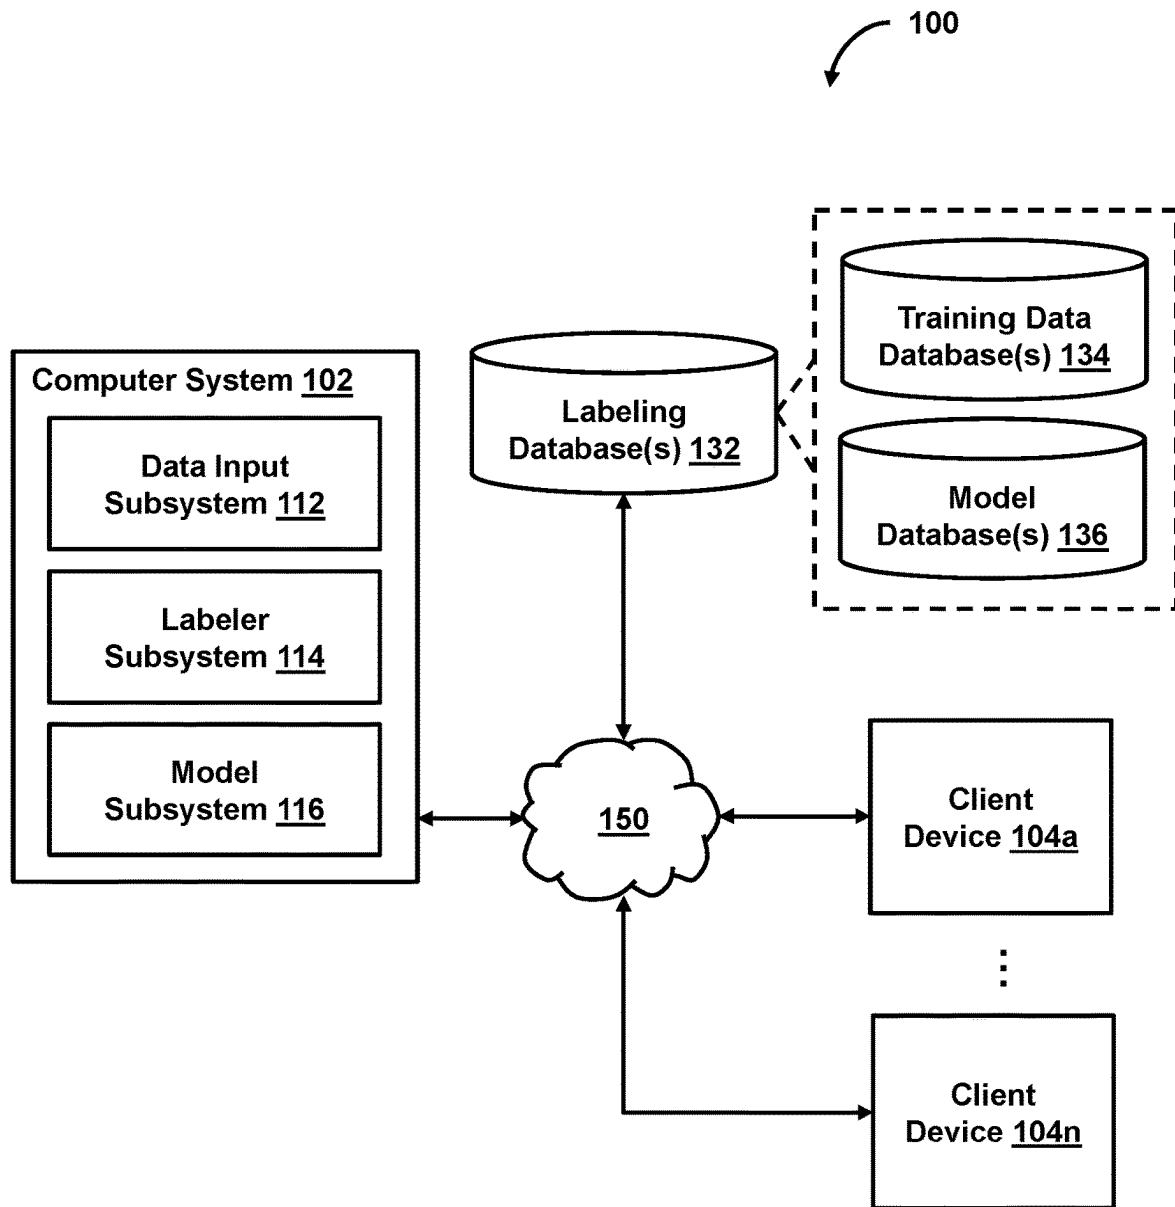 100
Training Data
Database(s) 134
Computer System 102
Labeling
Database(s) 132
Data Input
Subsystem 112
Model
Database(s) 136
Labeler
Subsystem 114
Model
Subsystem 116
150
Client
Device 104a
Client
Device 104n